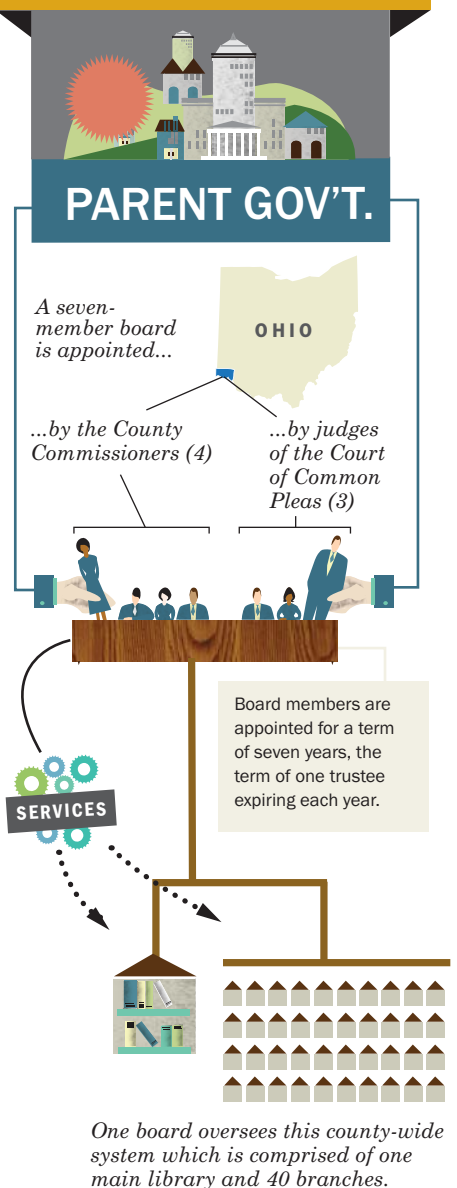 PARENT GOV’T.
A seven-
member board
is appointed...
OHIO
...by the County
Commissioners (4)
...by judges
of the Court
of Common
Pleas (3)
Board members are
appointed for a term
of seven years, the
term of one trustee
expiring each year.
SERVICES
One board oversees this county-wide
system which is comprised of one
main library and 40 branches.